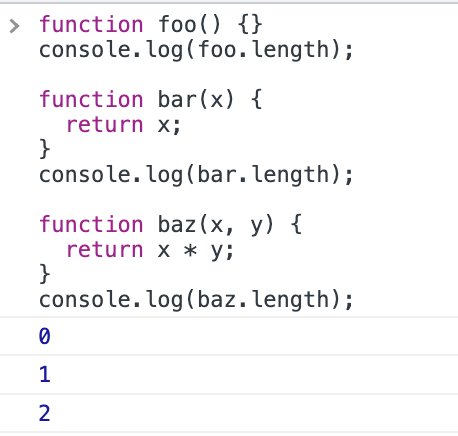 > function foo() {}
console.log(foo.length);

function bar(x) {
  return x;
}
console.log(bar.length);

function baz(x, y) {
  return x * y;
}
console.log(baz.length);
0
1
2